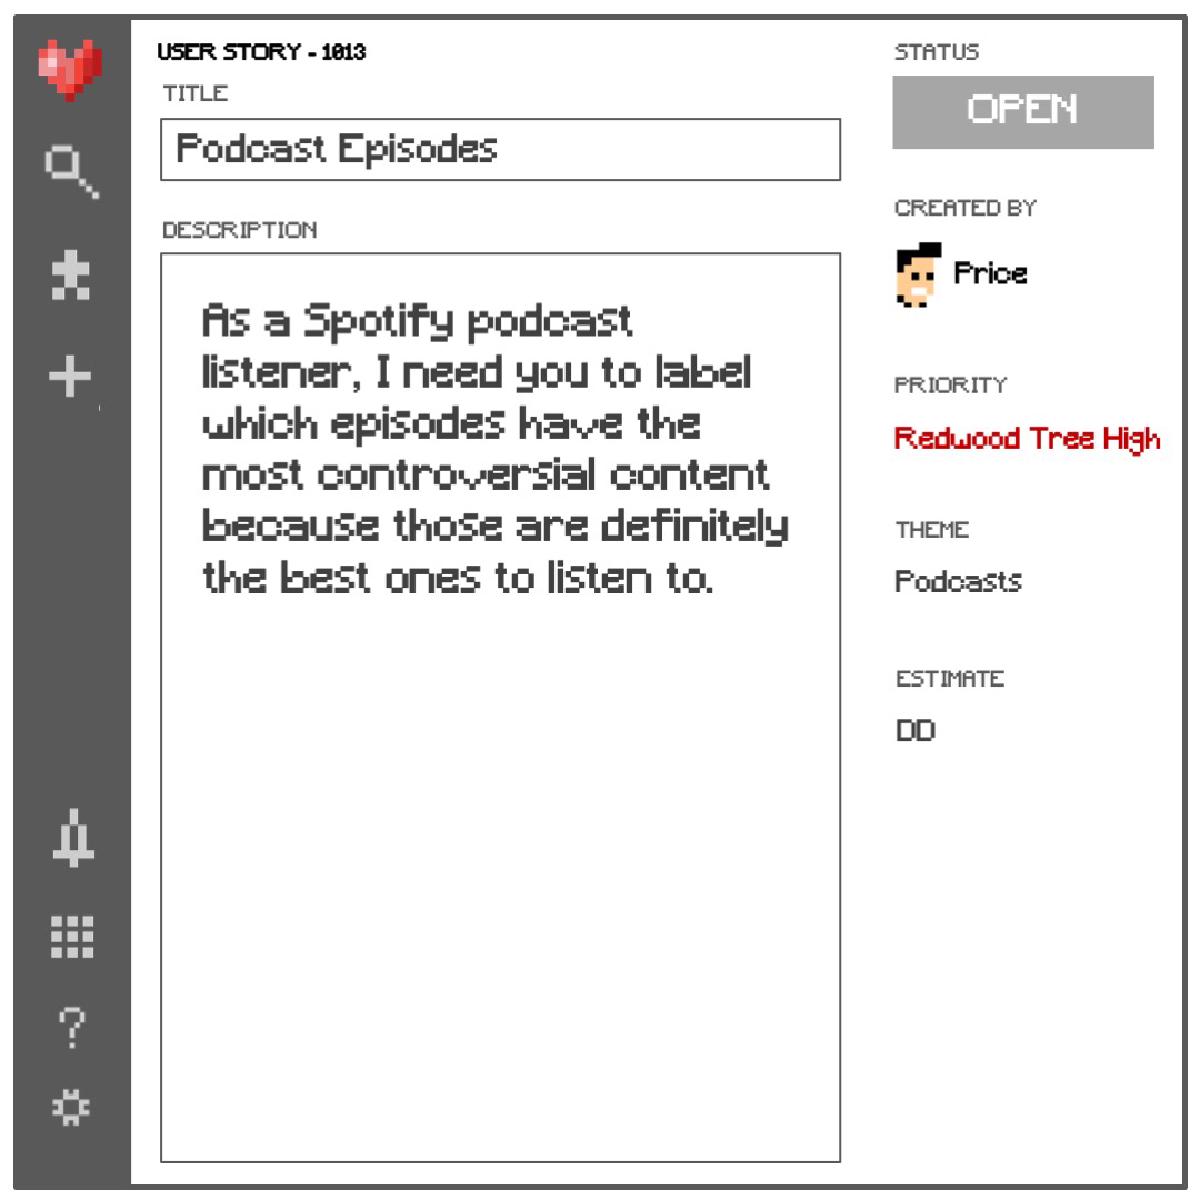 USER STORY - 1013
TITLE
Podcast Episodes
DESCRIPTION
As a Spotify podcast
listener, I need you to label
which episodes have the
most controversial content
because those are definitely
the best ones to listen to.
STATUS
OPEN
CREATED BY
Price
PRIORITY
Redwood Tree High
THEME
Podcasts
ESTIMATE
DD
?